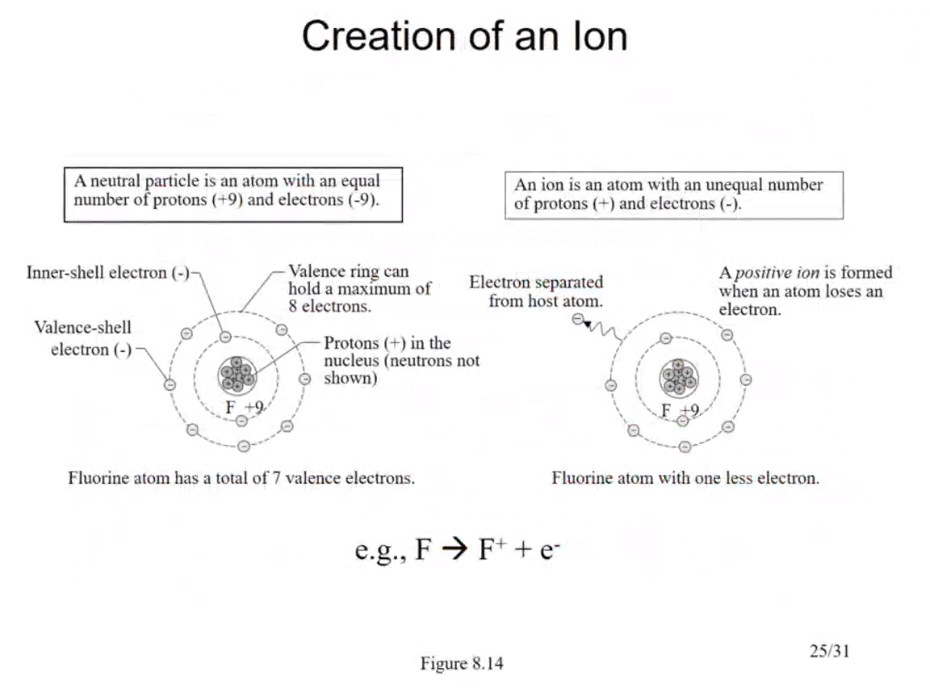 Creation of an Ion
A neutral particle is an atom with an equal
number of protons (+9) and electrons (-9).
An ion is an atom with an unequal number
of protons (+) and electrons (-).
Inner-shell electron (-)
Valence ring can
hold a maximum of
8 electrons.
Valence-shell
electron (-)
Protons (+) in the
nucleus (neutrons not
shown)
F +9
Fluorine atom has a total of 7 valence electrons.
Electron separated
from host atom.
A positive ion is formed
when an atom loses an
electron.
F +9
Fluorine atom with one less electron.
e.g., F → F⁺ + e⁻
Figure 8.14
25/31